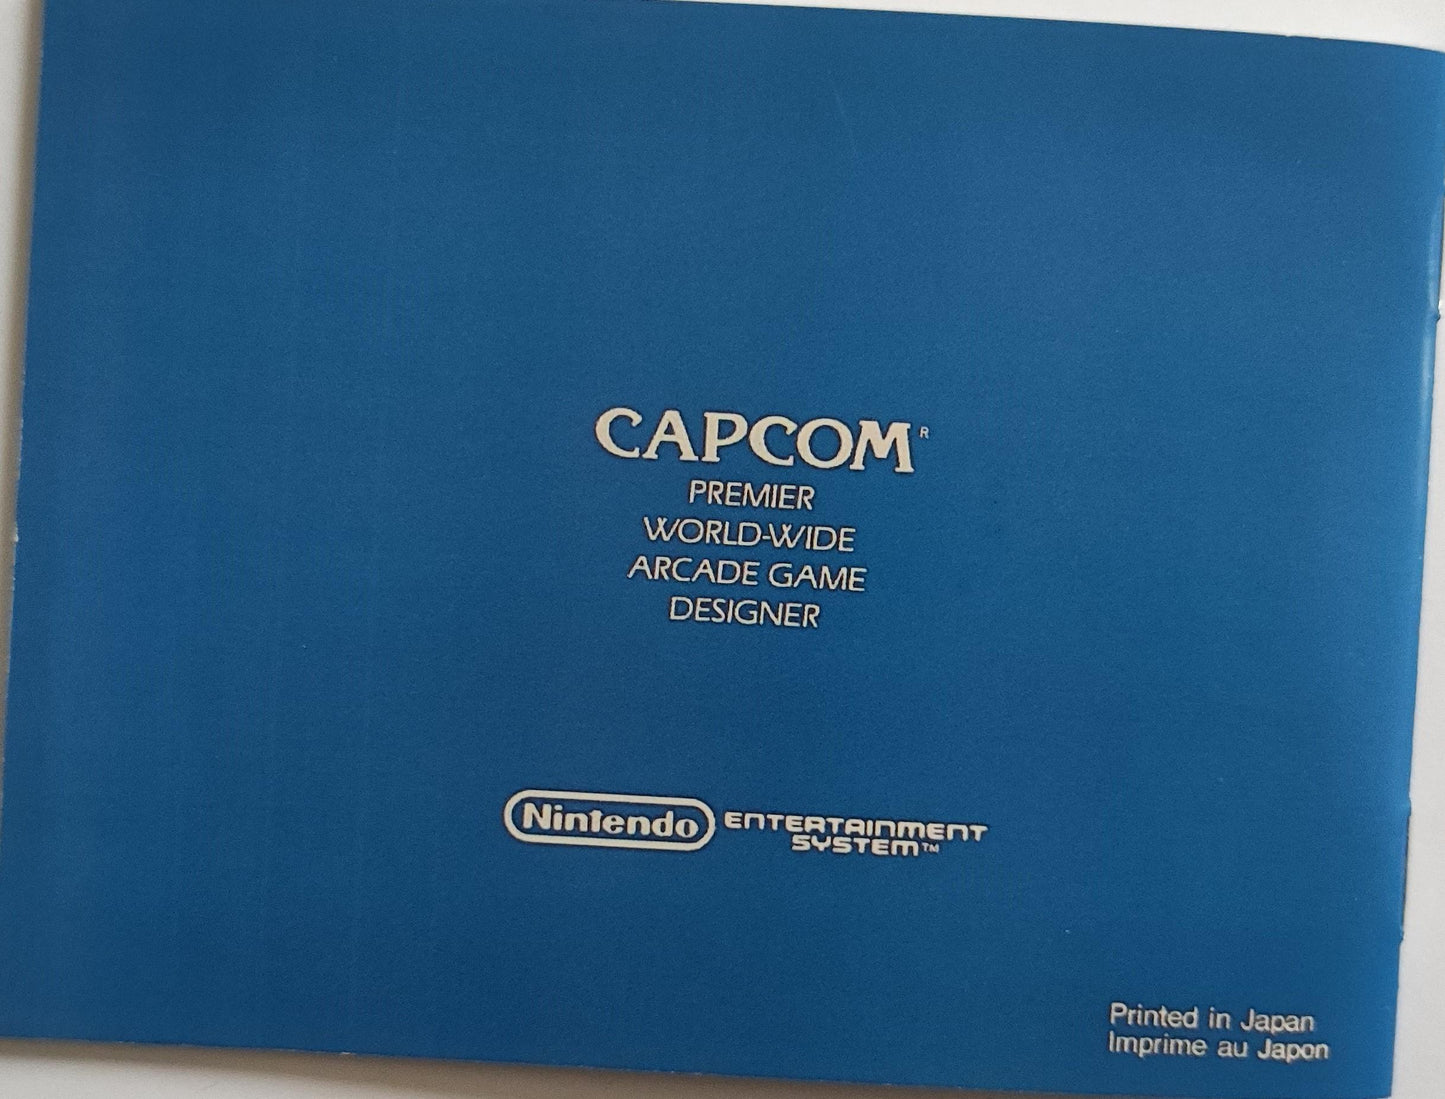 CAPCOM®
PREMIER
WORLD-WIDE
ARCADE GAME
DESIGNER
Nintendo ENTERTAINMENT
SYSTEM™
Printed in Japan
Imprime au Japon